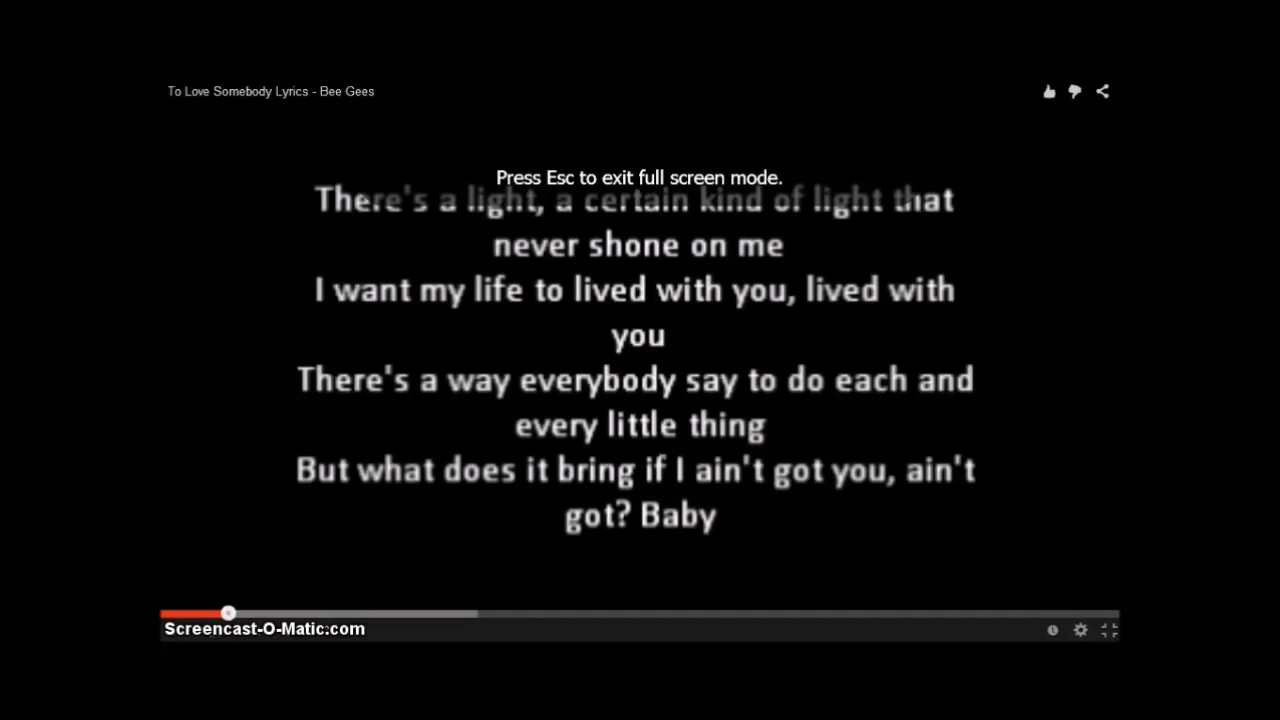 To Love Somebody Lyrics - Bee Gees
Press Esc to exit full screen mode.
There's a light, a certain kind of light that
never shone on me
I want my life to lived with you, lived with
you
There's a way everybody say to do each and
every little thing
But what does it bring if I ain't got you, ain't
got? Baby
Screencast-O-Matic.com